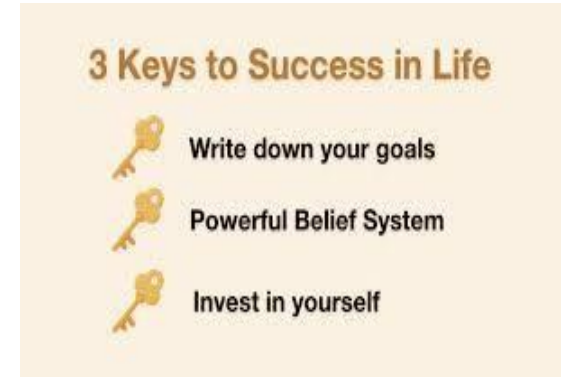 3 Keys to Success in Life
Write down your goals
Powerful Belief System
Invest in yourself